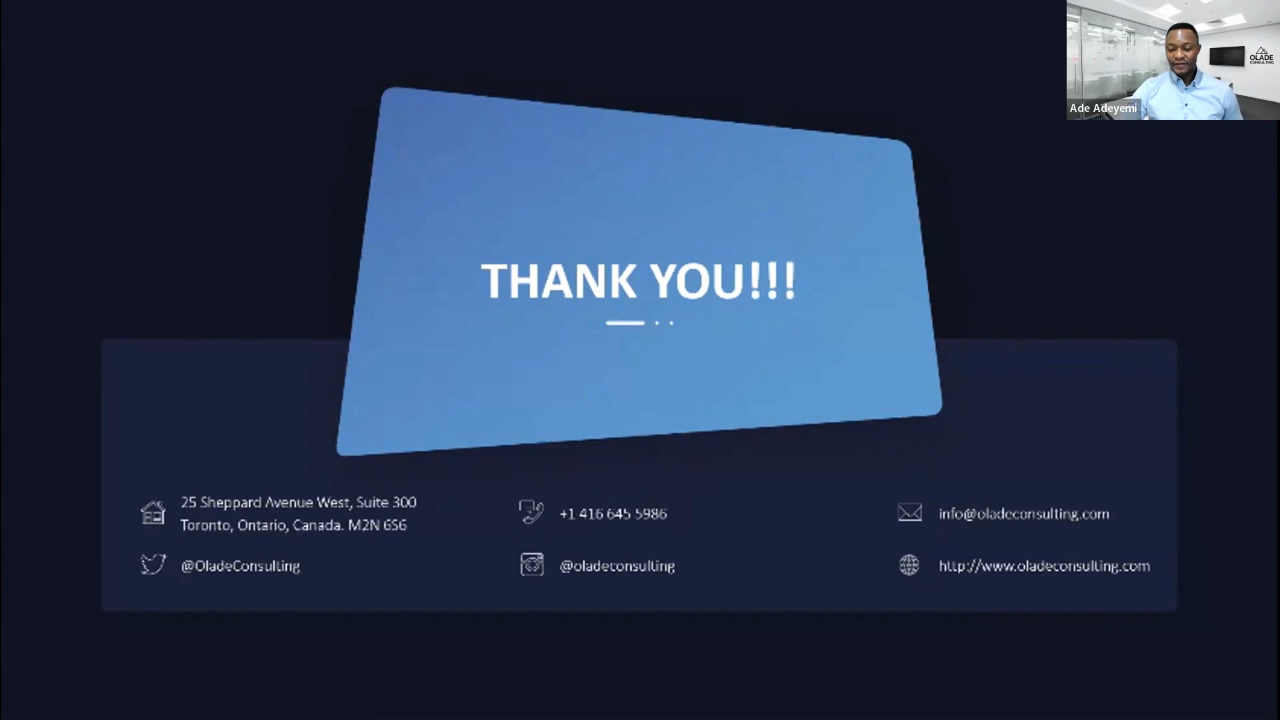 OLADE
CONSULTING
Ade Adeyemi
THANK YOU!!!
25 Sheppard Avenue West, Suite 300
Toronto, Ontario, Canada. M2N 6S6
+1 416 645 5986
info@oladeconsulting.com
@OladeConsulting
@oladeconsulting
http://www.oladeconsulting.com